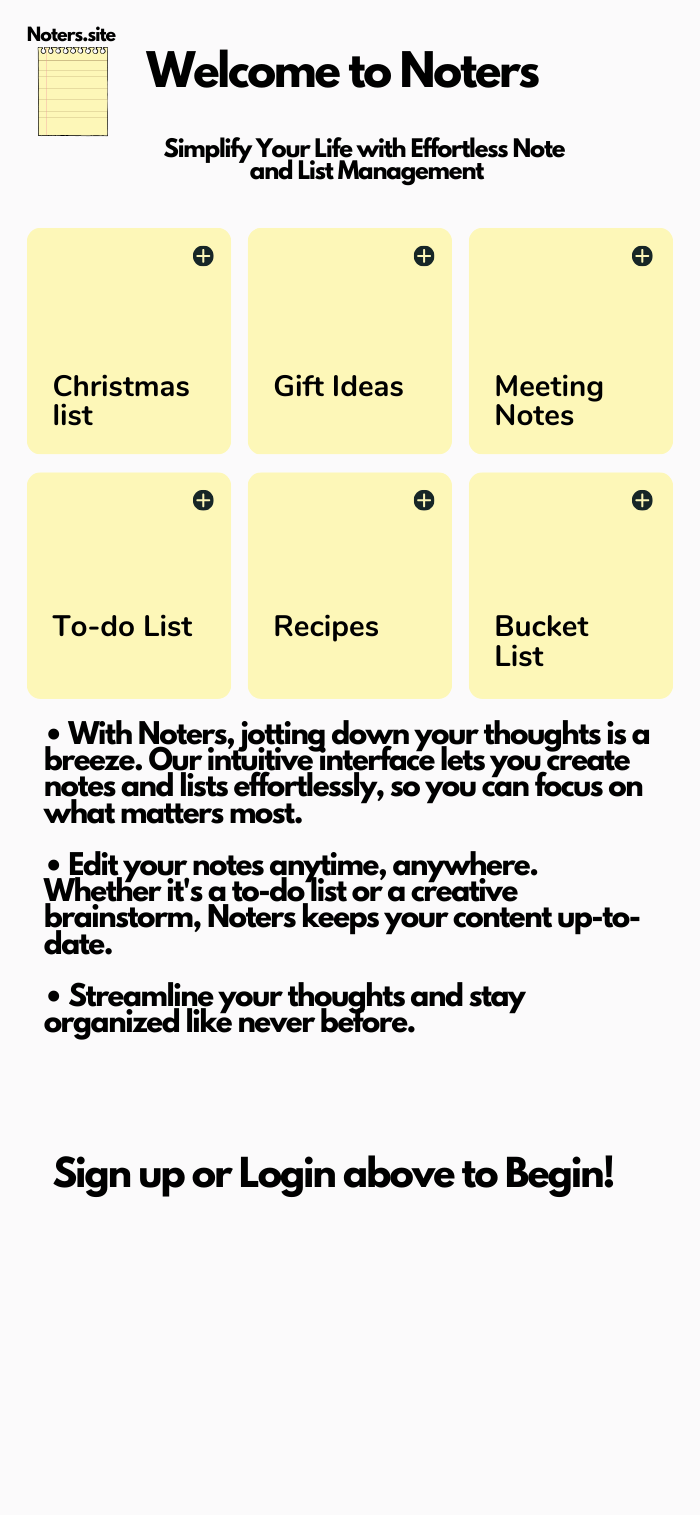 Noters.site
Welcome to Noters
Simplify Your Life with Effortless Note
and List Management
Christmas
list
Gift Ideas
Meeting
Notes
To-do List
Recipes
Bucket
List
• With Noters, jotting down your thoughts is a
breeze. Our intuitive interface lets you create
notes and lists effortlessly, so you can focus on
what matters most.
• Edit your notes anytime, anywhere.
Whether it's a to-do list or a creative
brainstorm, Noters keeps your content up-to-
date.
• Streamline your thoughts and stay
organized like never before.
Sign up or Login above to Begin!